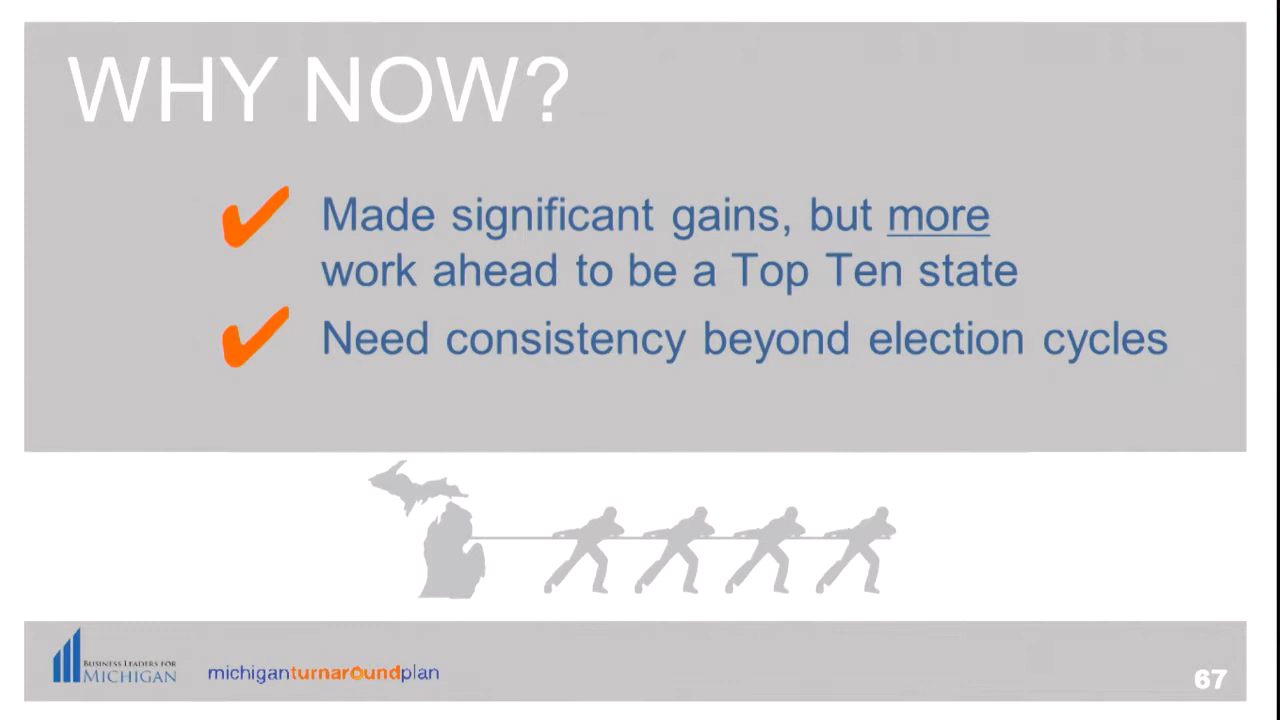 WHY NOW?
Made significant gains, but more
work ahead to be a Top Ten state
Need consistency beyond election cycles
BUSINESS LEADERS FOR
MICHIGAN
michiganturnaroundplan
67